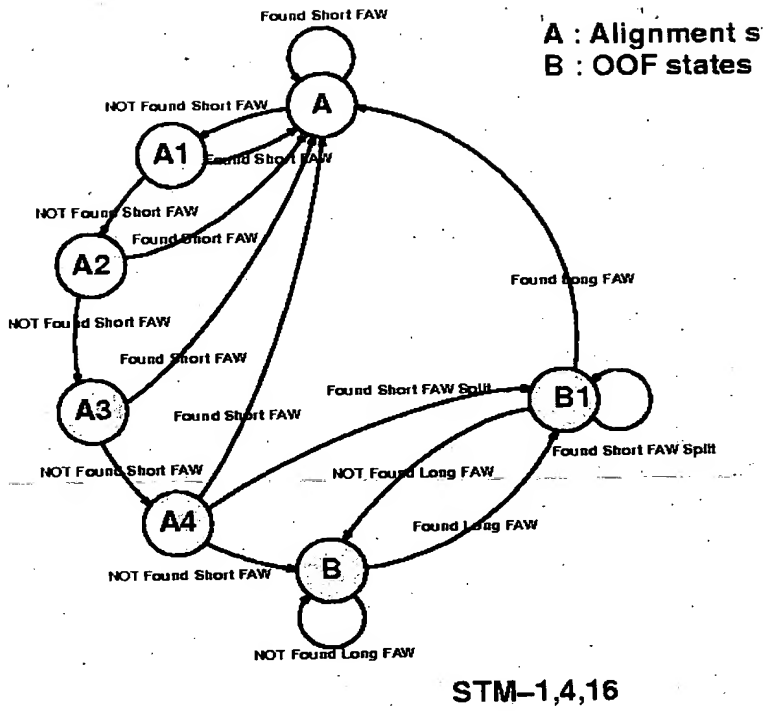 Found Short FAW
A : Alignment s
B : OOF states
A
NOT Found Short FAW
A1
Found Short FAW
NOT Found Short FAW
A2
Found Short FAW
Found Long FAW
NOT Found Short FAW
Found Short FAW
A3
Found Short FAW Split
B1
Found Short FAW
Found Short FAW Split
NOT Found Short FAW
NOT Found Long FAW
A4
Found Long FAW
B
NOT Found Short FAW
NOT Found Long FAW
STM–1,4,16